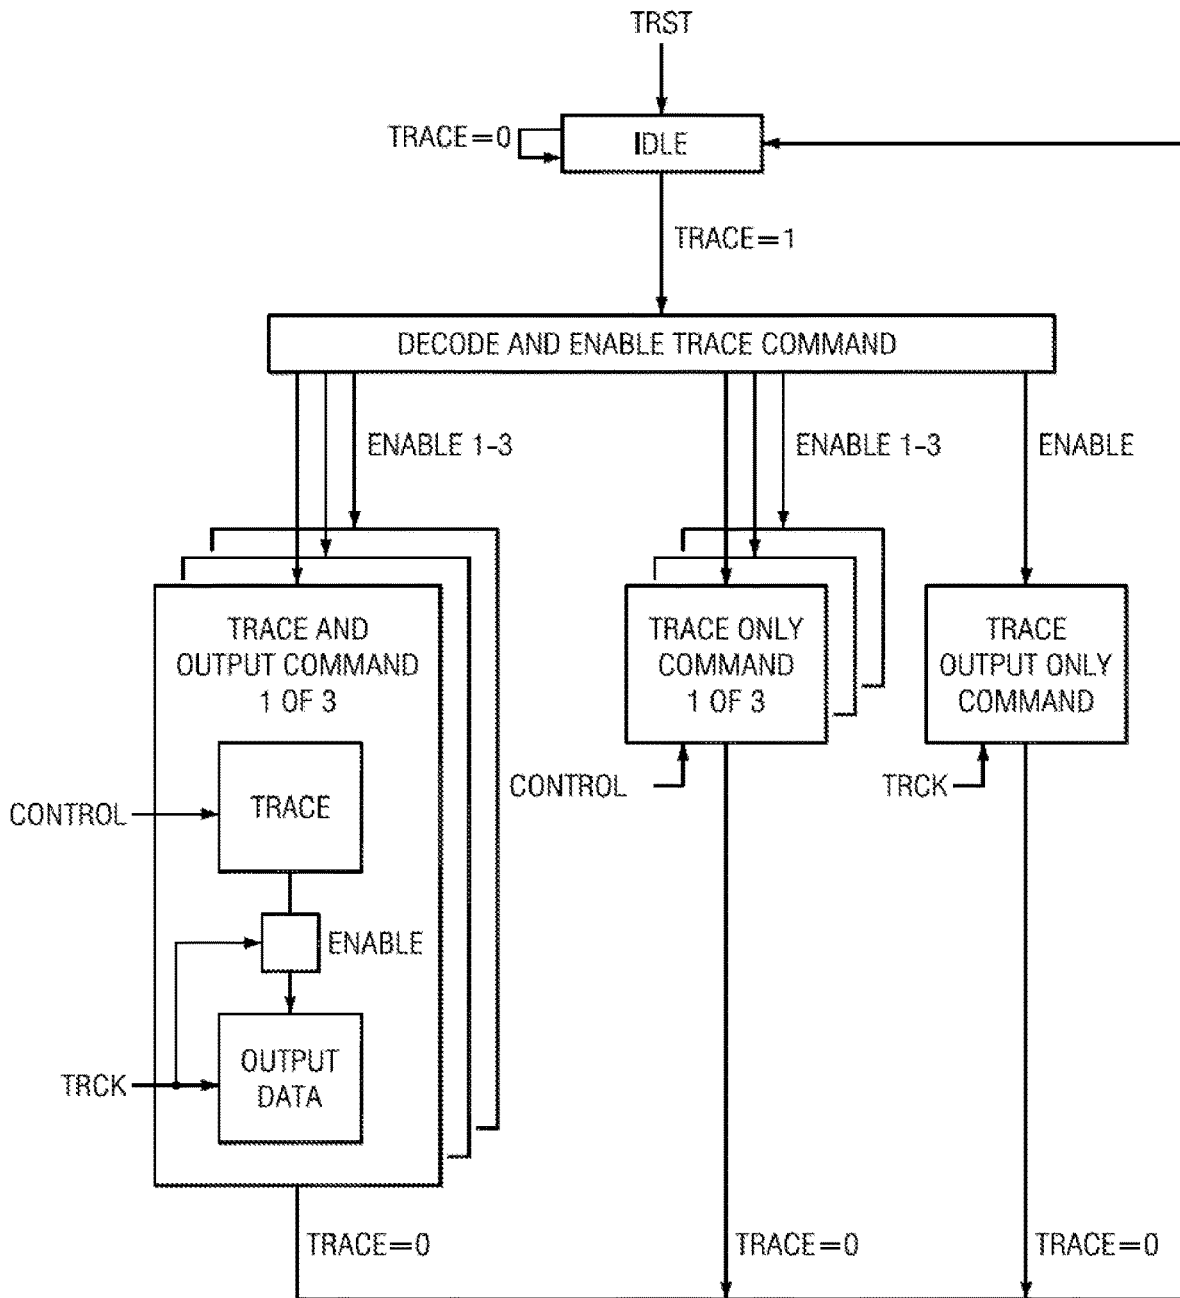 TRST
TRACE=0
IDLE
TRACE=1
DECODE AND ENABLE TRACE COMMAND
ENABLE 1-3
ENABLE 1-3
ENABLE
TRACE AND
OUTPUT COMMAND
1 OF 3
TRACE ONLY
COMMAND
1 OF 3
TRACE
OUTPUT ONLY
COMMAND
CONTROL
TRCK
CONTROL
TRACE
ENABLE
TRCK
OUTPUT
DATA
TRACE=0
TRACE=0
TRACE=0